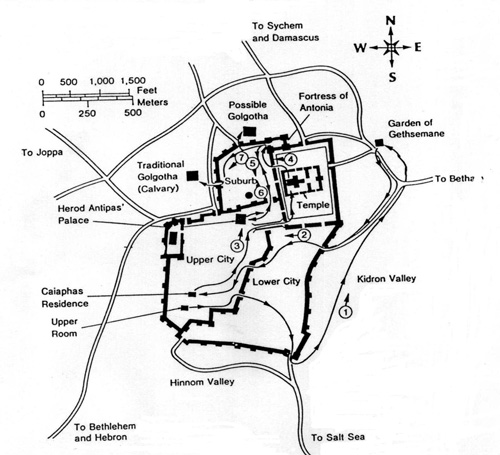 To Sychem
and Damascus
N
W
E
S
0 500 1,000 1,500
Feet
Meters
0 250 500
Possible
Golgotha
Fortress of
Antonia
Garden of
Gethsemane
To Joppa
Traditional
Golgotha
(Calvary)
7
5
4
Suburb
6
To Betha
Herod Antipas'
Palace
Temple
3
2
Upper City
Lower City
Kidron Valley
Caiaphas
Residence
Upper
Room
1
Hinnom Valley
To Bethlehem
and Hebron
To Salt Sea